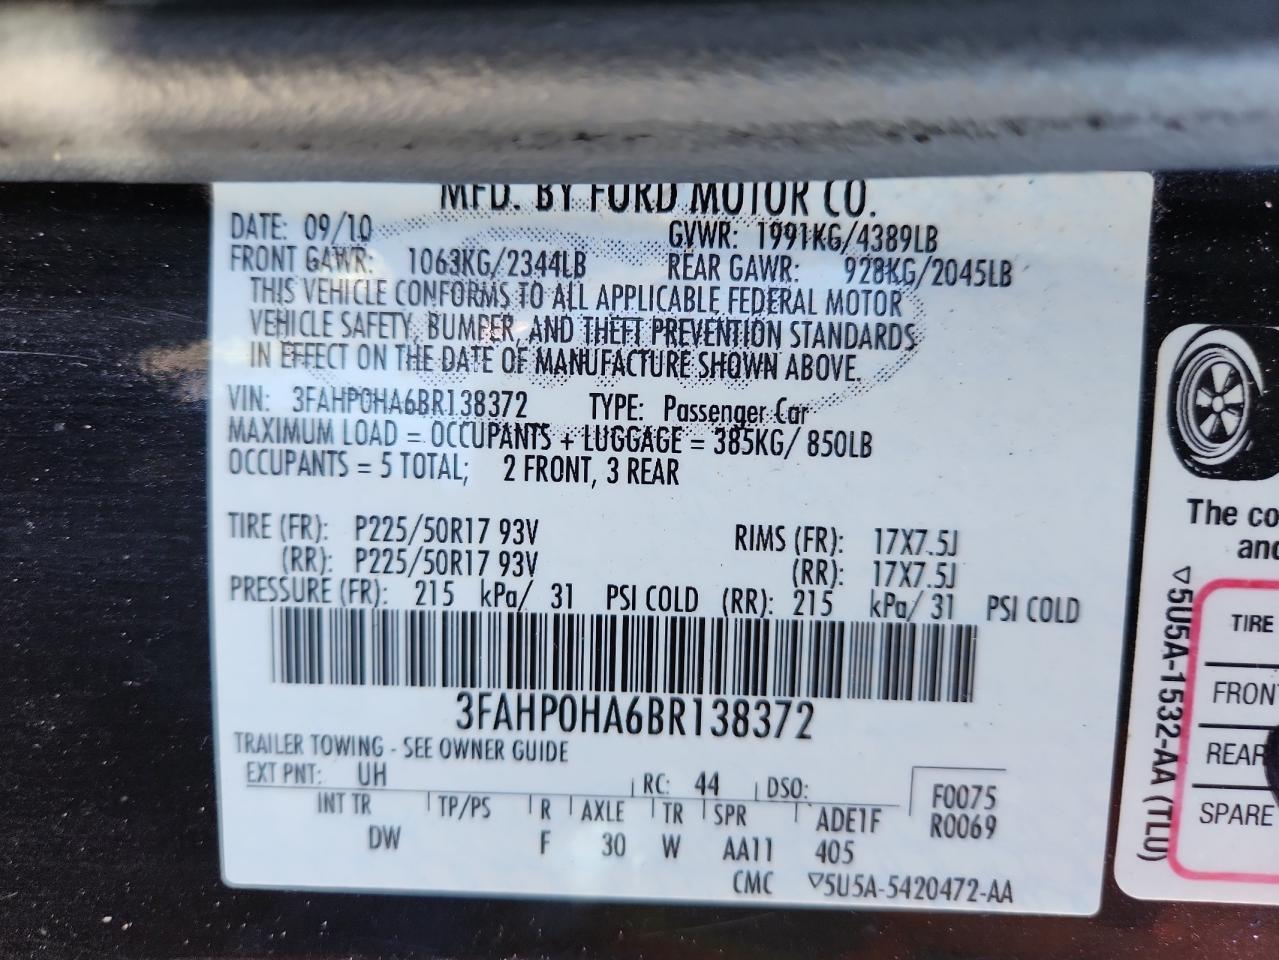 MFD. BY FORD MOTOR CO.
DATE: 09/10 GVWR: 1991KG/4389LB
FRONT GAWR: 1063KG/2344LB REAR GAWR: 928KG/2045LB
THIS VEHICLE CONFORMS TO ALL APPLICABLE FEDERAL MOTOR
VEHICLE SAFETY, BUMPER, AND THEFT PREVENTION STANDARDS
IN EFFECT ON THE DATE OF MANUFACTURE SHOWN ABOVE.
VIN: 3FAHP0HA6BR138372 TYPE: Passenger Car
MAXIMUM LOAD = OCCUPANTS + LUGGAGE = 385KG/ 850LB
OCCUPANTS = 5 TOTAL; 2 FRONT, 3 REAR
TIRE (FR): P225/50R17 93V RIMS (FR): 17X7.5J
(RR): P225/50R17 93V (RR): 17X7.5J
PRESSURE (FR): 215 kPa/ 31 PSI COLD (RR): 215 kPa/ 31 PSI COLD
3FAHP0HA6BR138372
TRAILER TOWING - SEE OWNER GUIDE
EXT PNT: UH RC: 44 DSO:
INT TR TP/PS R AXLE TR SPR ADE1F
DW F 30 W AA11 405
F0075
R0069
CMC ▽5U5A-5420472-AA
The co
and
▽5U5A-1532-AA (TLU)
TIRE
FRONT
REAR
SPARE